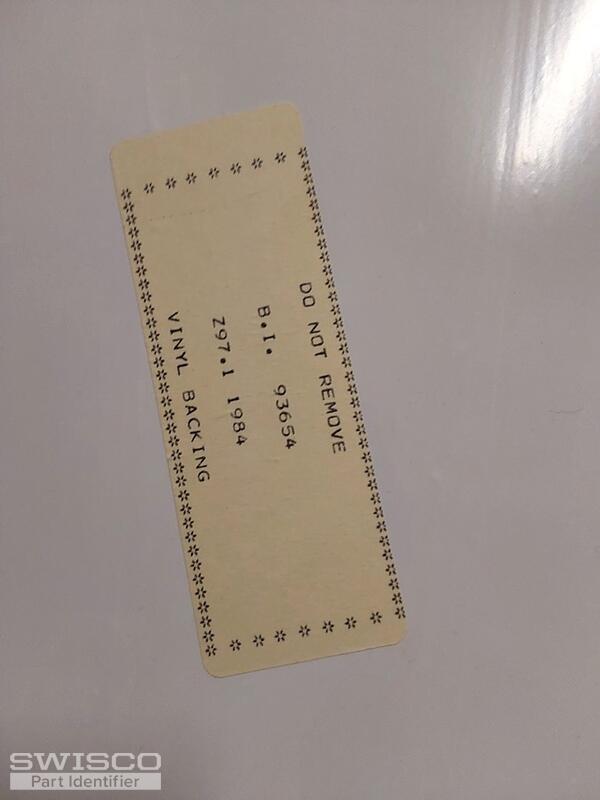 * * * * * * * * * * * * * * * * * * * * * * * * * * * * * * * * * * *
DO NOT REMOVE
B.I. 93654
Z97.1 1984
VINYL BACKING
* * * * * * * * * * * * * * * * * * * * * * * * * * * * * * * * * * *
SWISCO
Part Identifier